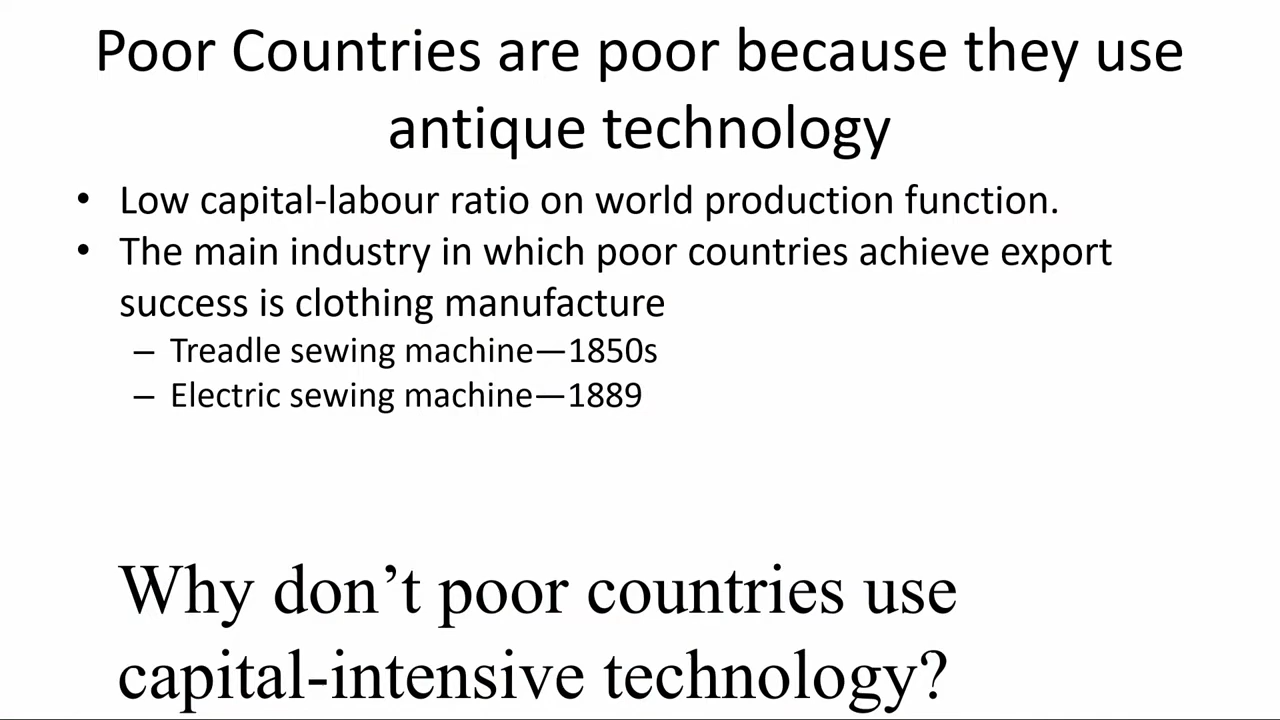 Poor Countries are poor because they use
antique technology
• Low capital-labour ratio on world production function.
• The main industry in which poor countries achieve export
success is clothing manufacture
– Treadle sewing machine—1850s
– Electric sewing machine—1889
Why don’t poor countries use
capital-intensive technology?